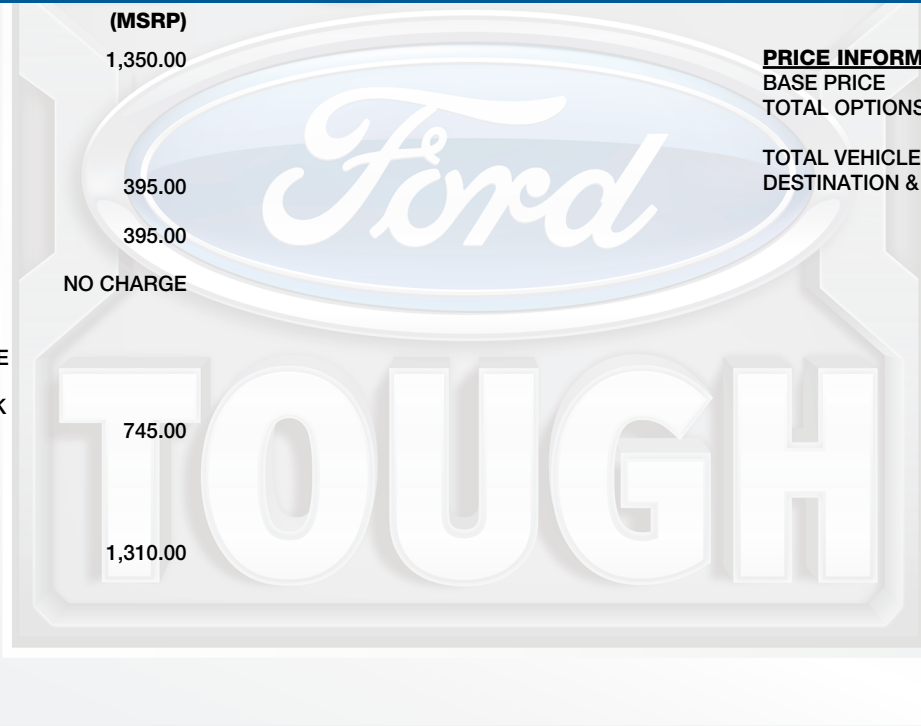 (MSRP)
1,350.00
395.00
395.00
NO CHARGE
E
K
745.00
1,310.00
PRICE INFORM
BASE PRICE
TOTAL OPTIONS
TOTAL VEHICLE
DESTINATION &
Ford
TOUGH